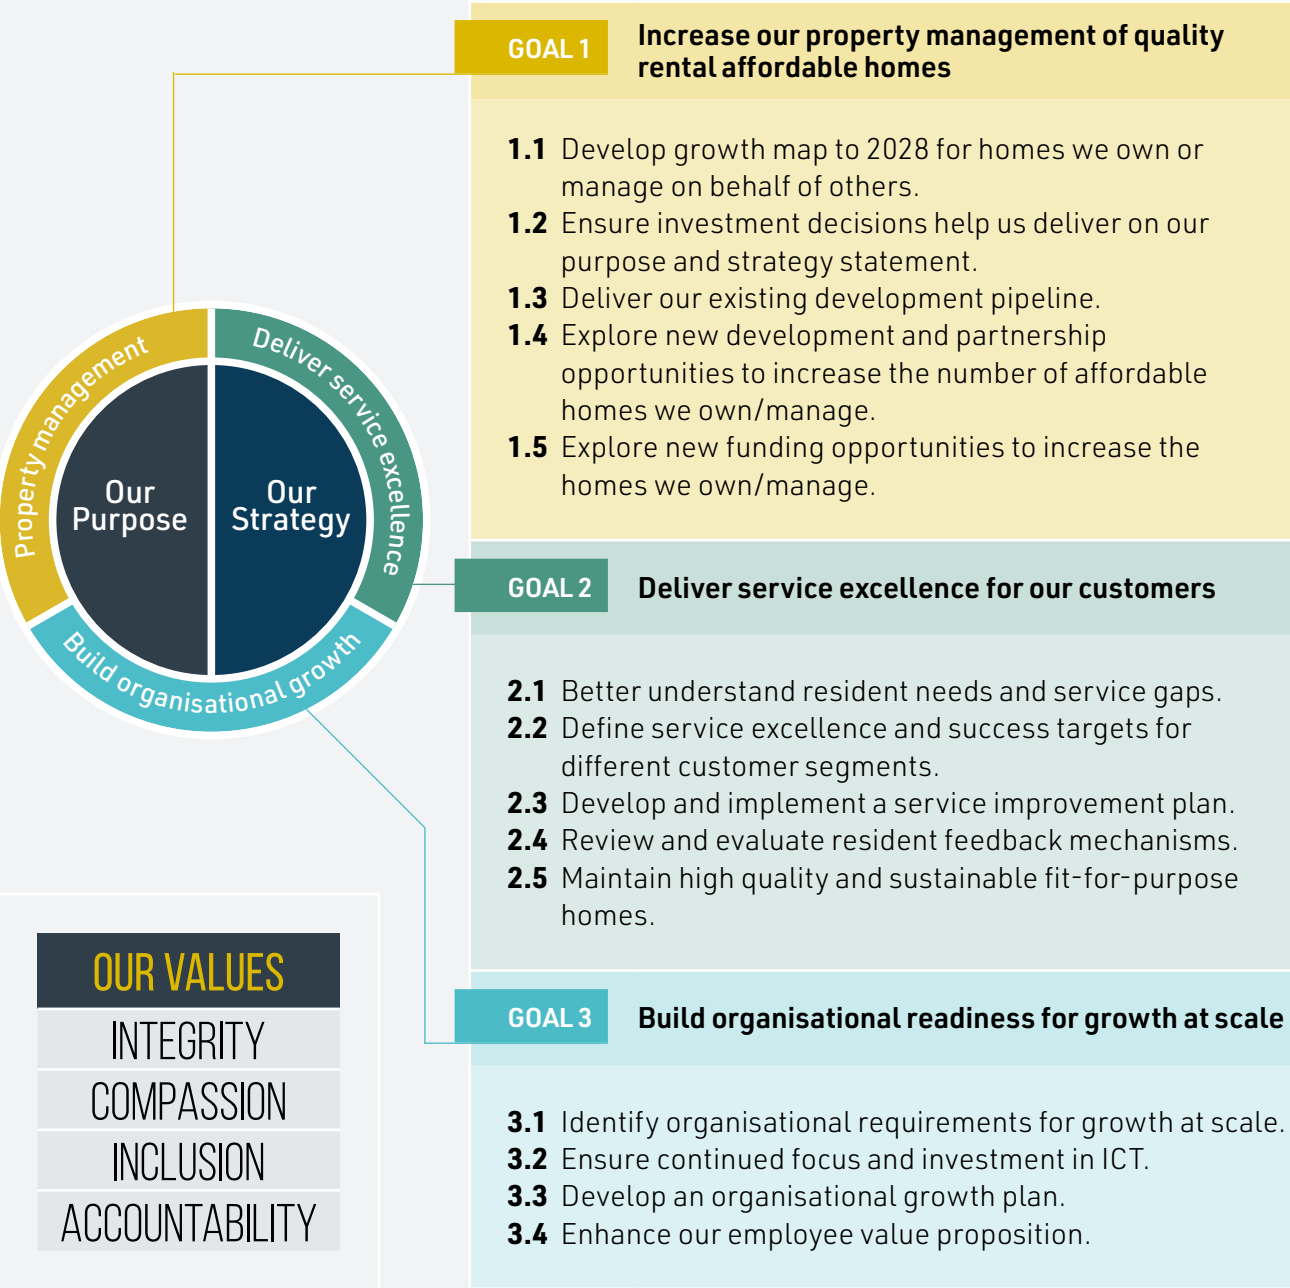 GOAL 1
Increase our property management of quality
rental affordable homes
1.1 Develop growth map to 2028 for homes we own or
manage on behalf of others.
1.2 Ensure investment decisions help us deliver on our
purpose and strategy statement.
1.3 Deliver our existing development pipeline.
1.4 Explore new development and partnership
opportunities to increase the number of affordable
homes we own/manage.
1.5 Explore new funding opportunities to increase the
homes we own/manage.
Property management
Deliver service excellence
Build organisational growth
Our
Purpose
Our
Strategy
GOAL 2
Deliver service excellence for our customers
2.1 Better understand resident needs and service gaps.
2.2 Define service excellence and success targets for
different customer segments.
2.3 Develop and implement a service improvement plan.
2.4 Review and evaluate resident feedback mechanisms.
2.5 Maintain high quality and sustainable fit-for-purpose
homes.
OUR VALUES
INTEGRITY
COMPASSION
INCLUSION
ACCOUNTABILITY
GOAL 3
Build organisational readiness for growth at scale
3.1 Identify organisational requirements for growth at scale.
3.2 Ensure continued focus and investment in ICT.
3.3 Develop an organisational growth plan.
3.4 Enhance our employee value proposition.